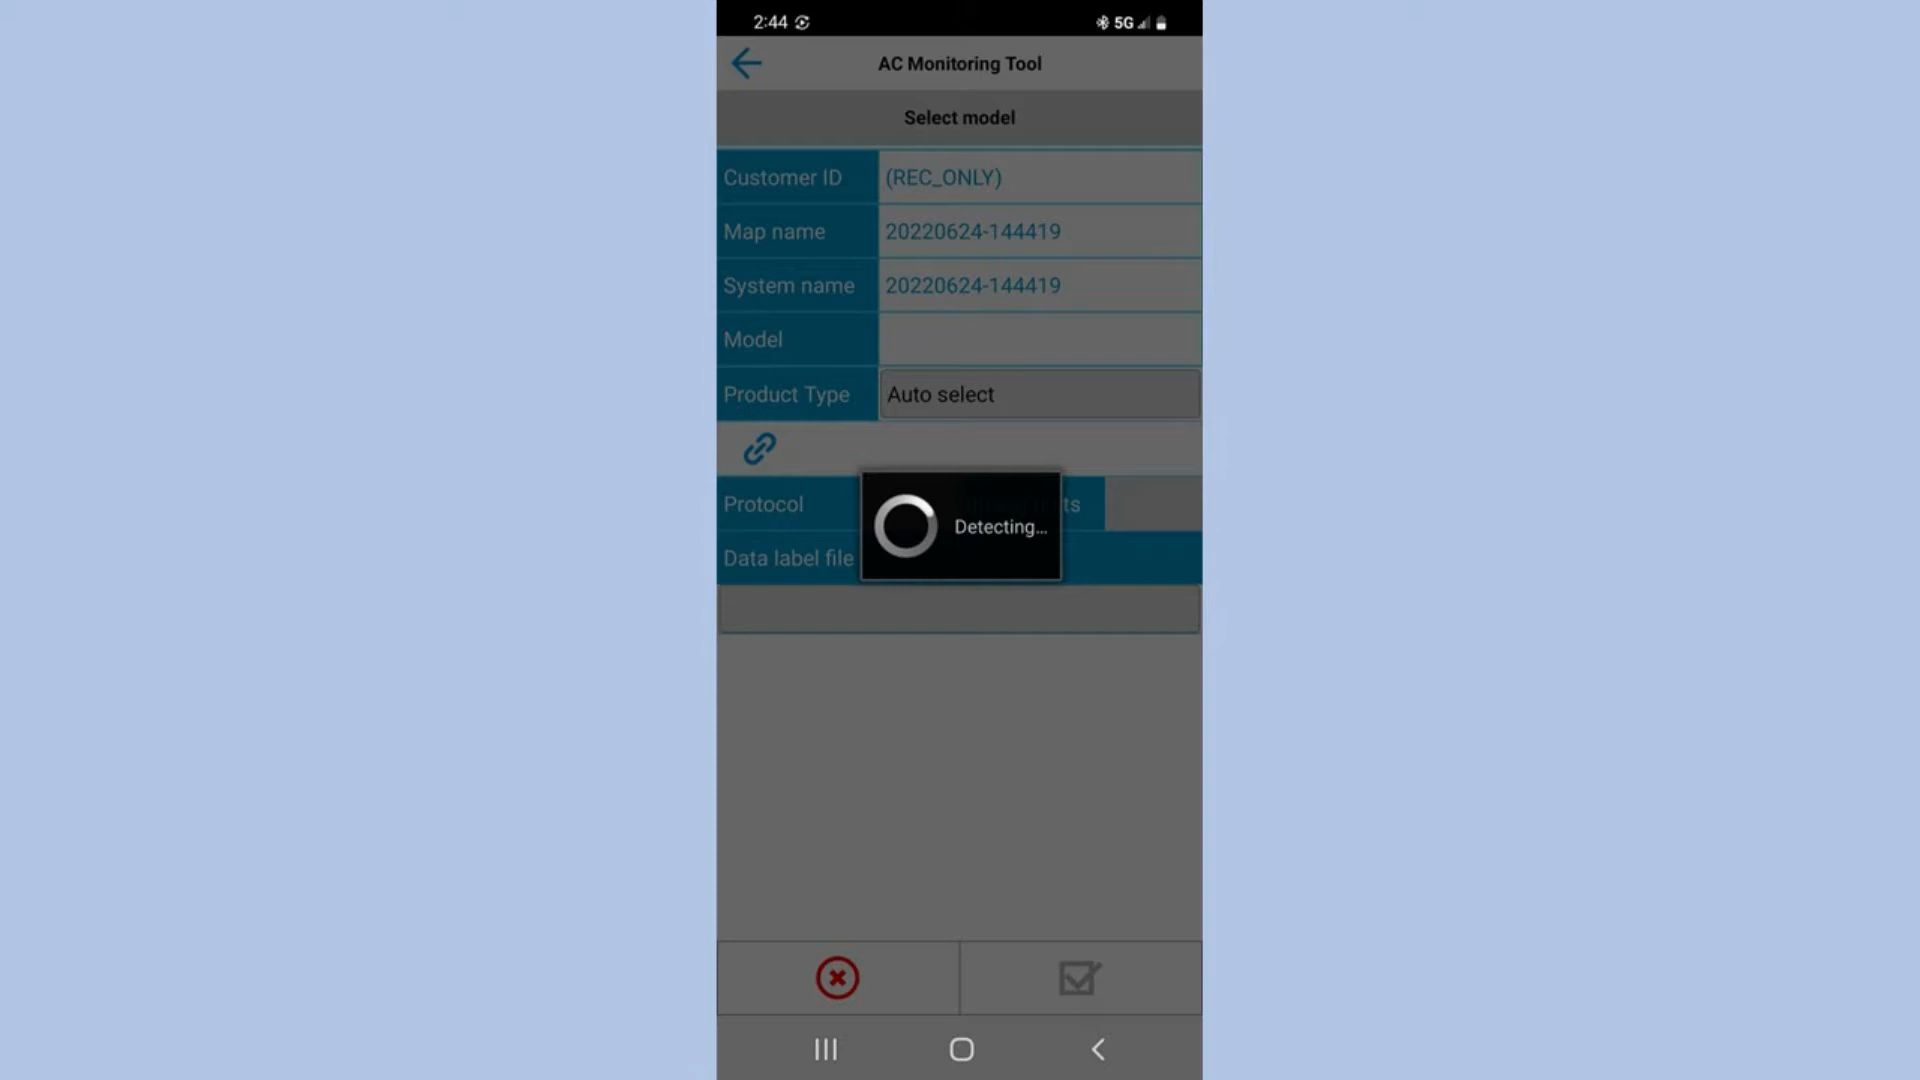 2:44 5G
AC Monitoring Tool
Select model
Customer ID (REC_ONLY)
Map name 20220624-144419
System name 20220624-144419
Model
Product Type Auto select
Protocol
Detecting...
Data label file